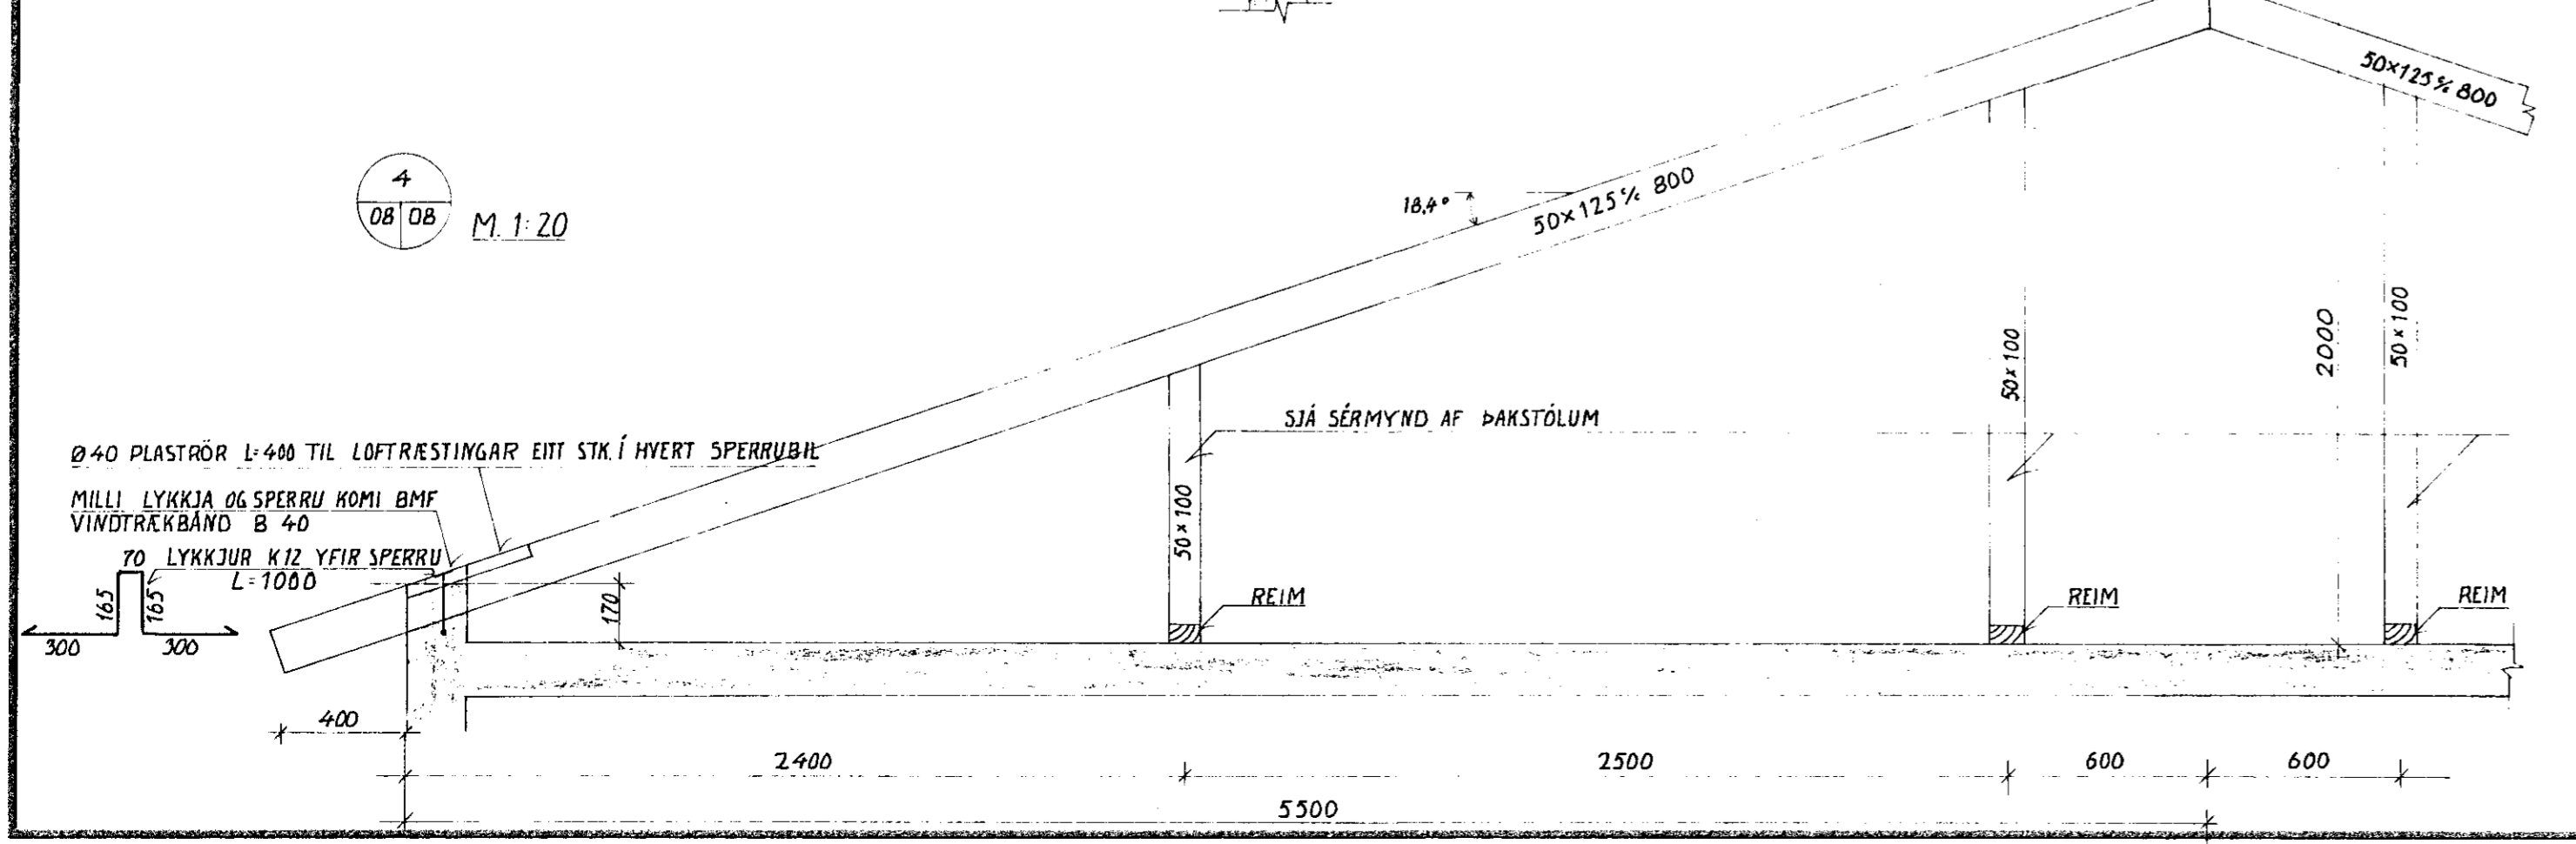 50×125 % 800
4
08 08
M. 1:20
18,4°
50×125 % 800
50×100
2000
50×100
SJÁ SÉRMYND AF ÞAKSTÓLUM
Ø40 PLASTRÖR L=400 TIL LOFTRÆSTINGAR EITT STK. Í HVERT SPERRUBIL
MILLI LYKKJA OG SPERRU KOMI BMF
VINDTRÆKBÅND B 40
70 LYKKJUR K12 YFIR SPERRU
L=1000
165
165
300
300
170
50×100
REIM
REIM
REIM
400
2400
2500
600
600
5500